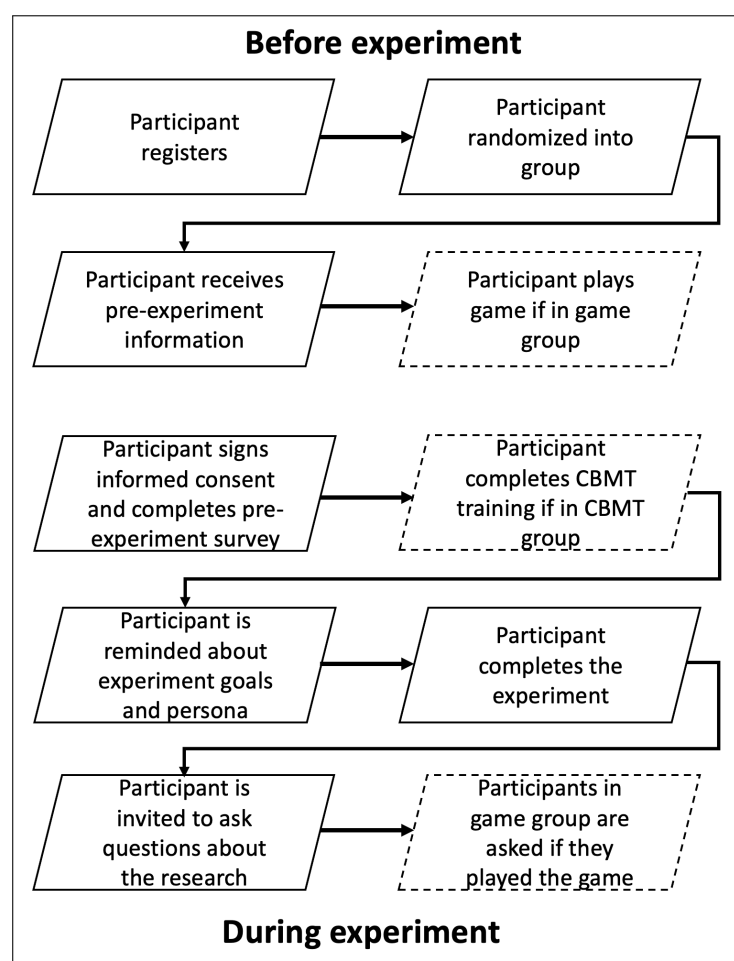 Before experiment
Participant
registers
Participant
randomized into
group
Participant receives
pre-experiment
information
Participant plays
game if in game
group
Participant signs
informed consent
and completes pre-
experiment survey
Participant
completes CBMT
training if in CBMT
group
Participant is
reminded about
experiment goals
and persona
Participant
completes the
experiment
Participant is
invited to ask
questions about
the research
Participants in
game group are
asked if they
played the game
During experiment